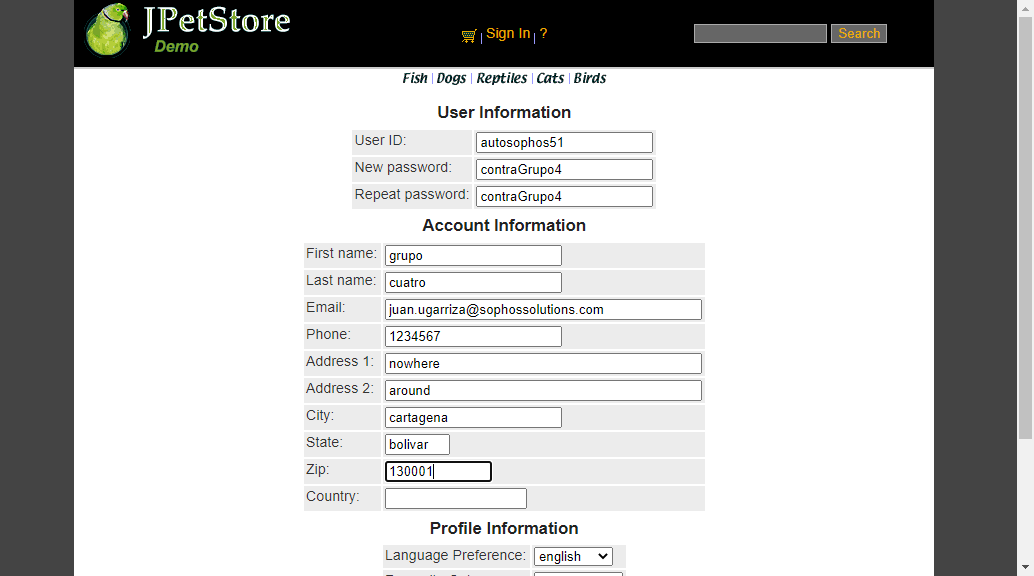 JPetStore
Demo
Sign In ?
Search
Fish Dogs Reptiles Cats Birds
User Information
User ID: autosophos51
New password: contraGrupo4
Repeat password: contraGrupo4
Account Information
First name: grupo
Last name: cuatro
Email: juan.ugarriza@sophossolutions.com
Phone: 1234567
Address 1: nowhere
Address 2: around
City: cartagena
State: bolivar
Zip: 130001
Country:
Profile Information
Language Preference: english